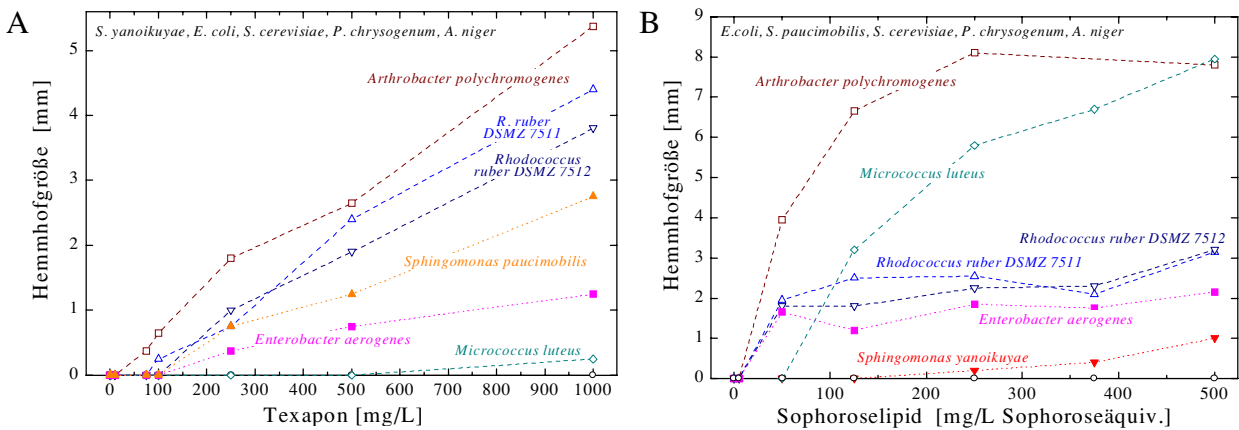 A
S. yanoikuyae, E. coli, S. cerevisiae, P. chrysogenum, A. niger
Arthrobacter polychromogenes
R. ruber
DSMZ 7511
Rhodococcus
ruber DSMZ 7512
Sphingomonas paucimobilis
Enterobacter aerogenes
Micrococcus luteus
Hemmhofgröße [mm]
5
4
3
2
1
0
0 100 200 300 400 500 600 700 800 900 1000
Texapon [mg/L]
B
E.coli, S. paucimobilis, S. cerevisiae, P. chrysogenum, A. niger
Arthrobacter polychromogenes
Micrococcus luteus
Rhodococcus ruber DSMZ 7512
Rhodococcus ruber DSMZ 7511
Enterobacter aerogenes
Sphingomonas yanoikuyae
Hemmhofgröße [mm]
9
8
7
6
5
4
3
2
1
0
0 100 200 300 400 500
Sophoroselipid [mg/L Sophoroseäquiv.]